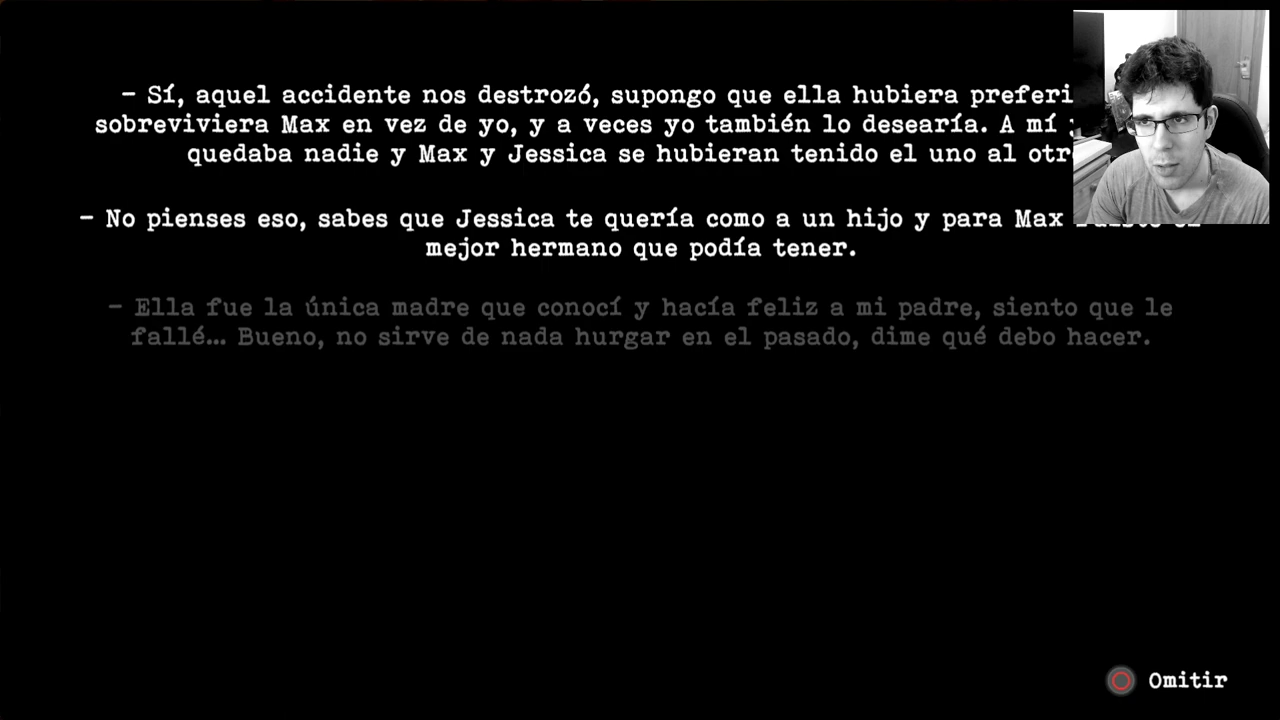 – Sí, aquel accidente nos destrozó, supongo que ella hubiera
sobreviviera Max en vez de yo, y a veces yo también lo desearía. A mí
quedaba nadie y Max y Jessica se hubieran tenido el uno al
– No pienses eso, sabes que Jessica te quería como a un hijo y para Max
mejor hermano que podía tener.
– Ella fue la única madre que conocí y hacía feliz a mi padre, siento que le
fallé... Bueno, no sirve de nada hurgar en el pasado, dime qué debo hacer.
Omitir